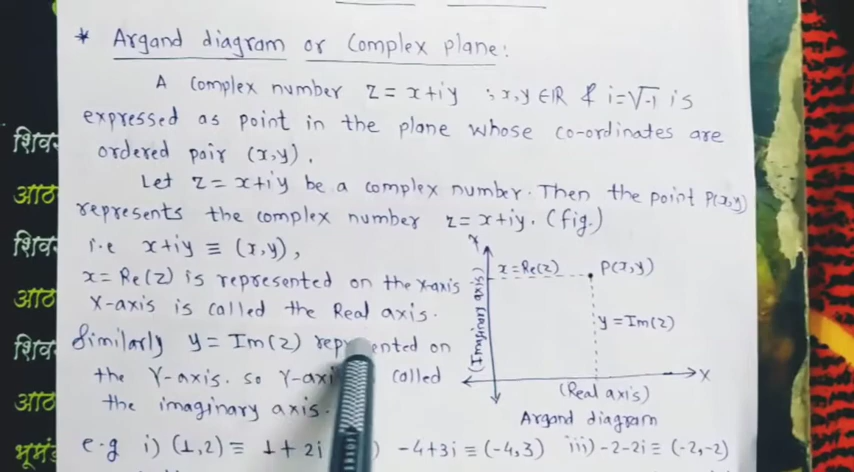 * Argand diagram or Complex plane:
A complex number z = x+iy ; x,y ∈ ℝ & i=√-1 is
expressed as point in the plane whose co-ordinates are
ordered pair (x,y).
Let z = x+iy be a complex number. Then the point P(x,y)
represents the complex number z = x+iy. (fig.)
i.e x+iy ≡ (x,y),
x = Re(z) is represented on the x-axis
X-axis is called the Real axis.
Similarly y = Im(z) represented on
the Y-axis. so Y-axi called
the imaginary axis.
Y
x=Re(z)
P(x,y)
(Imaginary axis)
y = Im(z)
X
(Real axis)
Argand diagram
e.g i) (1,2) ≡ 1+2i ) -4+3i ≡ (-4,3) iii) -2-2i ≡ (-2,-2)
शिव
आठ
शिव
आठ
शिव
आठ
भूमं